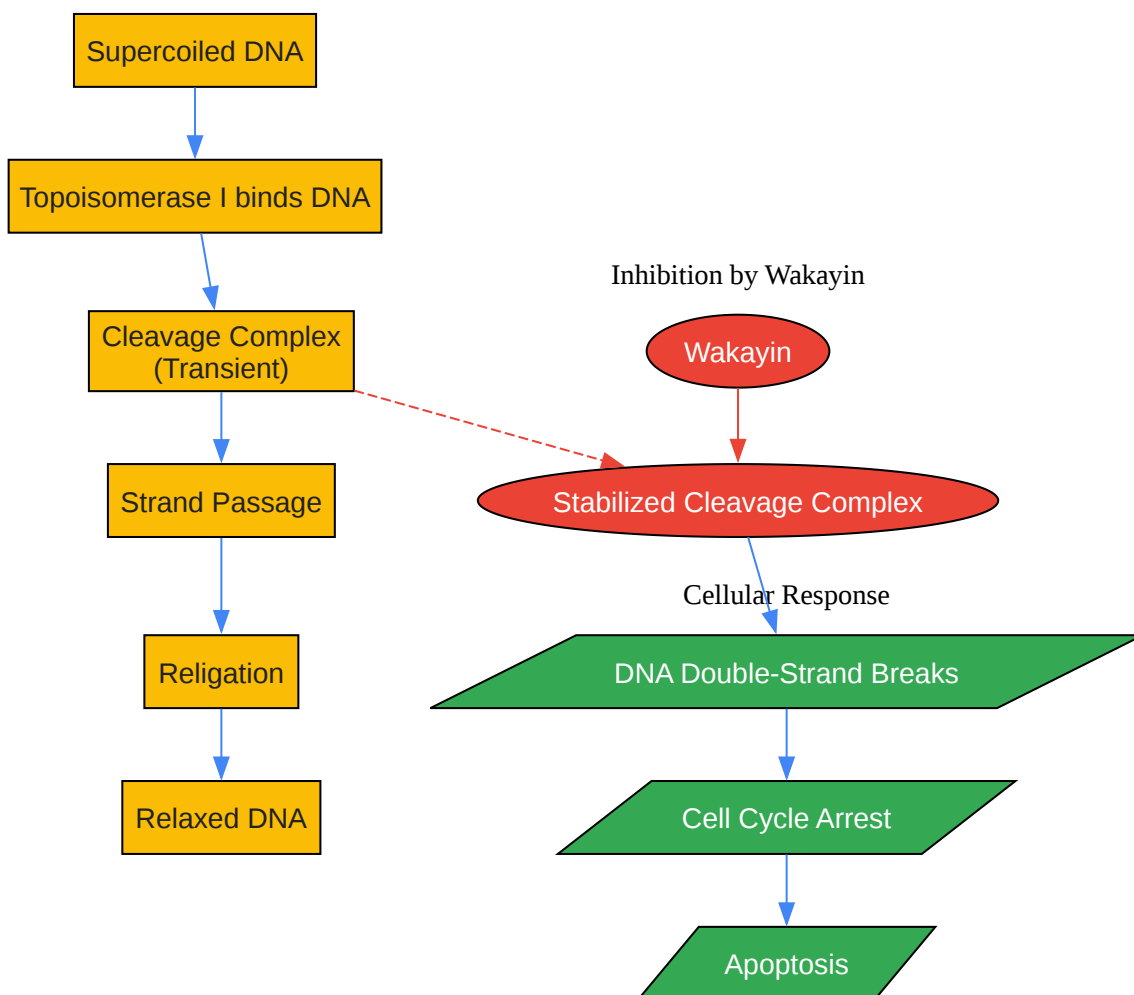 Supercoiled DNA
Topoisomerase I binds DNA
Cleavage Complex
(Transient)
Strand Passage
Religation
Relaxed DNA
Inhibition by Wakayin
Wakayin
Stabilized Cleavage Complex
Cellular Response
DNA Double-Strand Breaks
Cell Cycle Arrest
Apoptosis